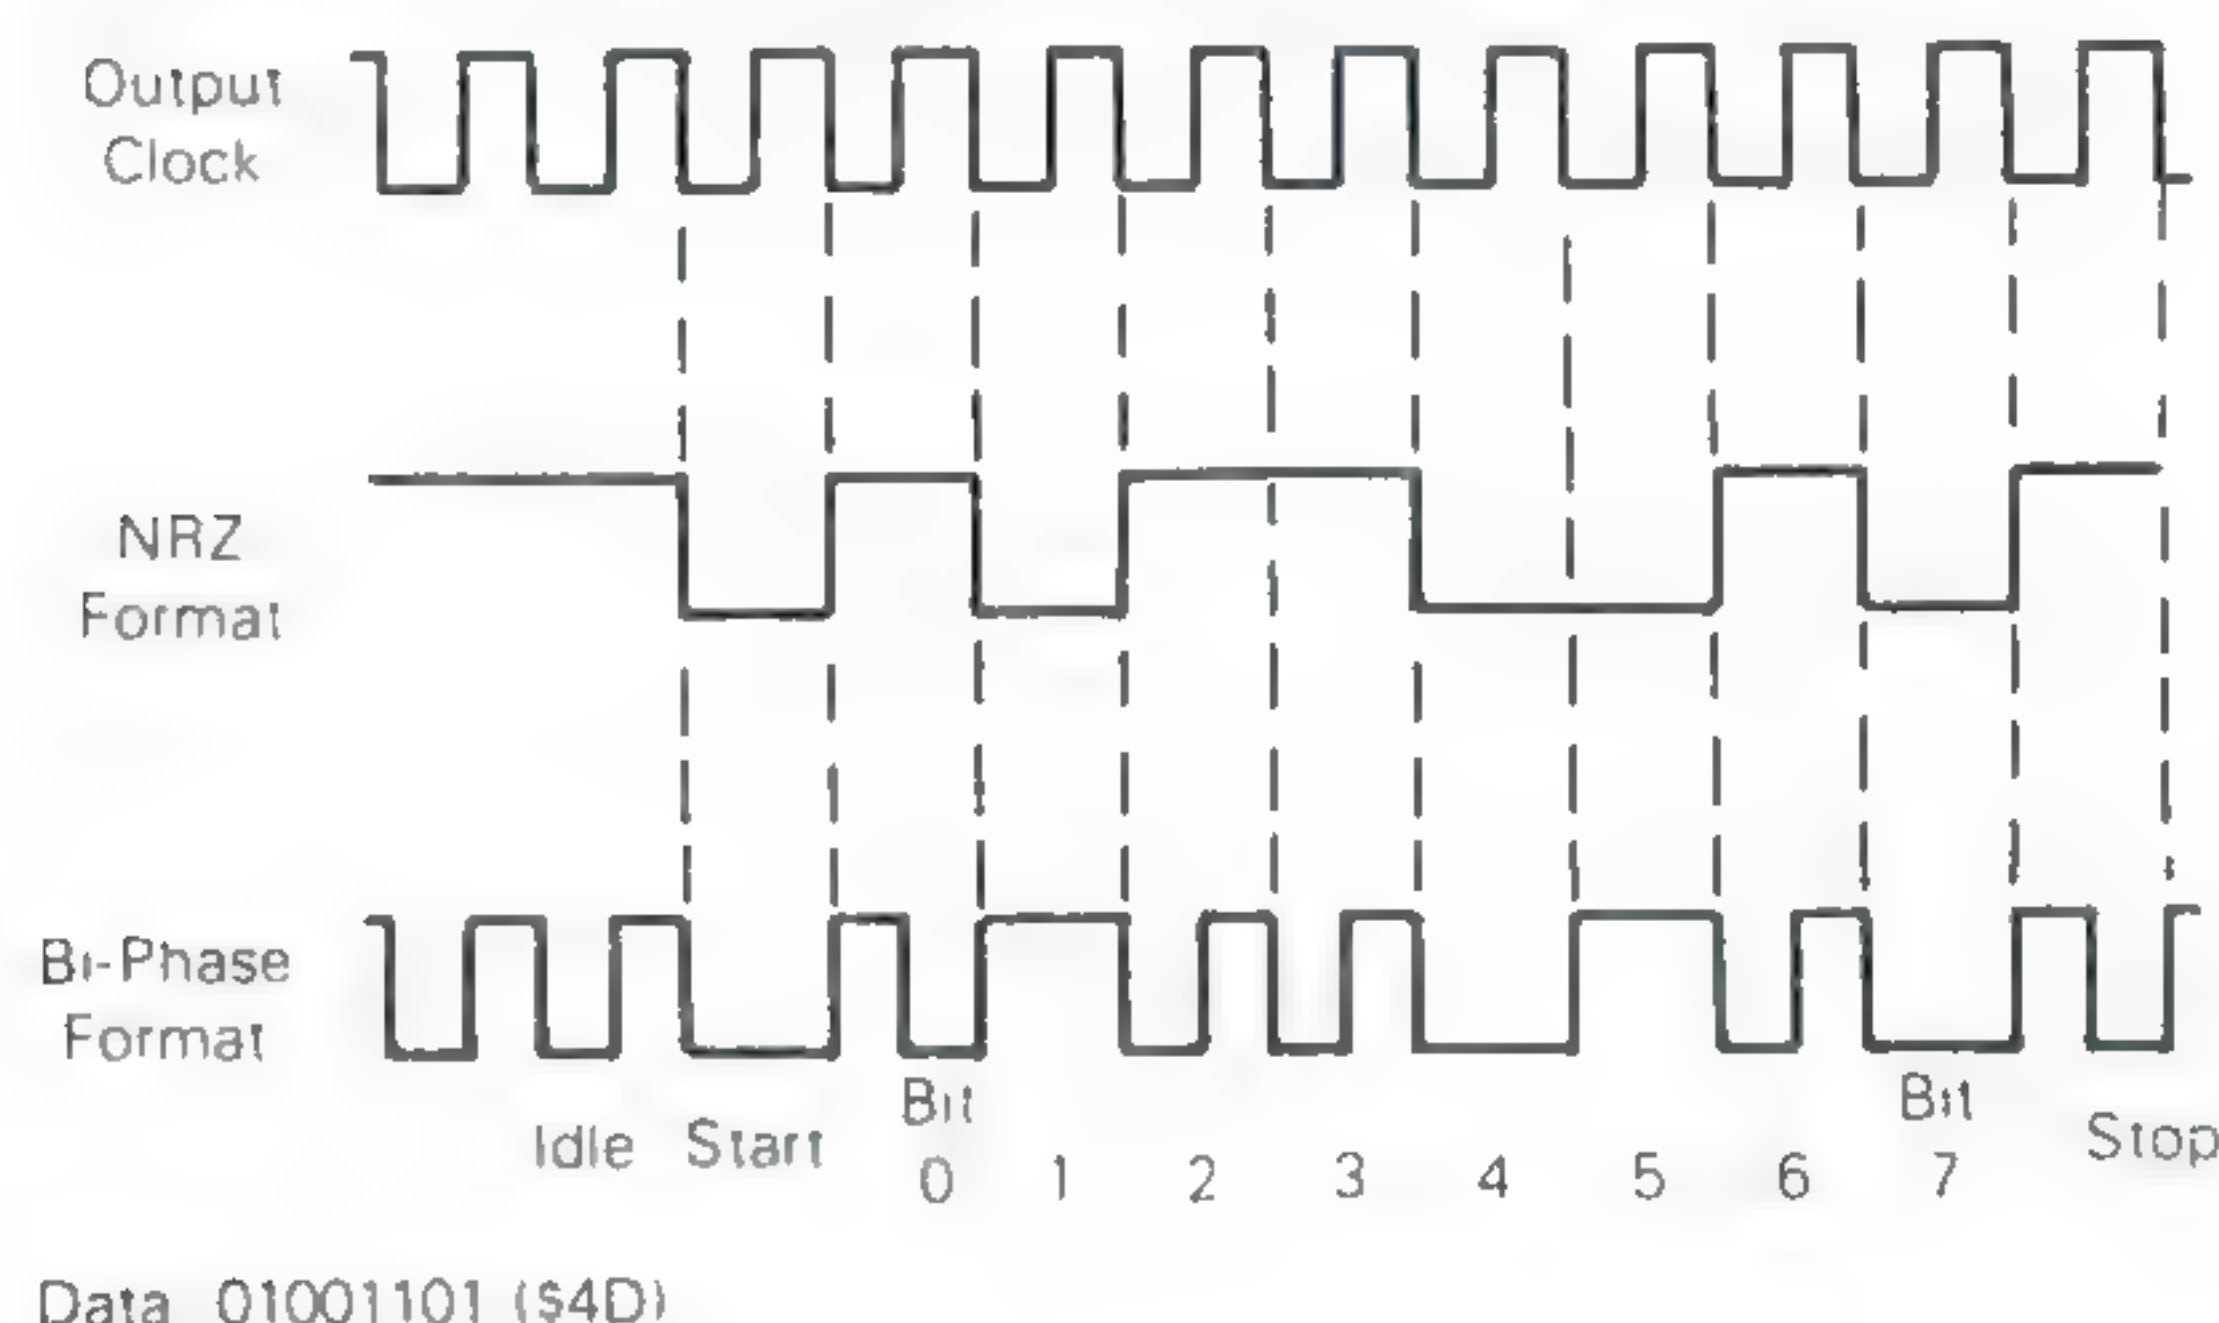 Output
Clock
NRZ
Format
Bi-Phase
Format
Idle Start Bit 0 1 2 3 4 5 6 Bit 7 Stop
Data 01001101 ($4D)